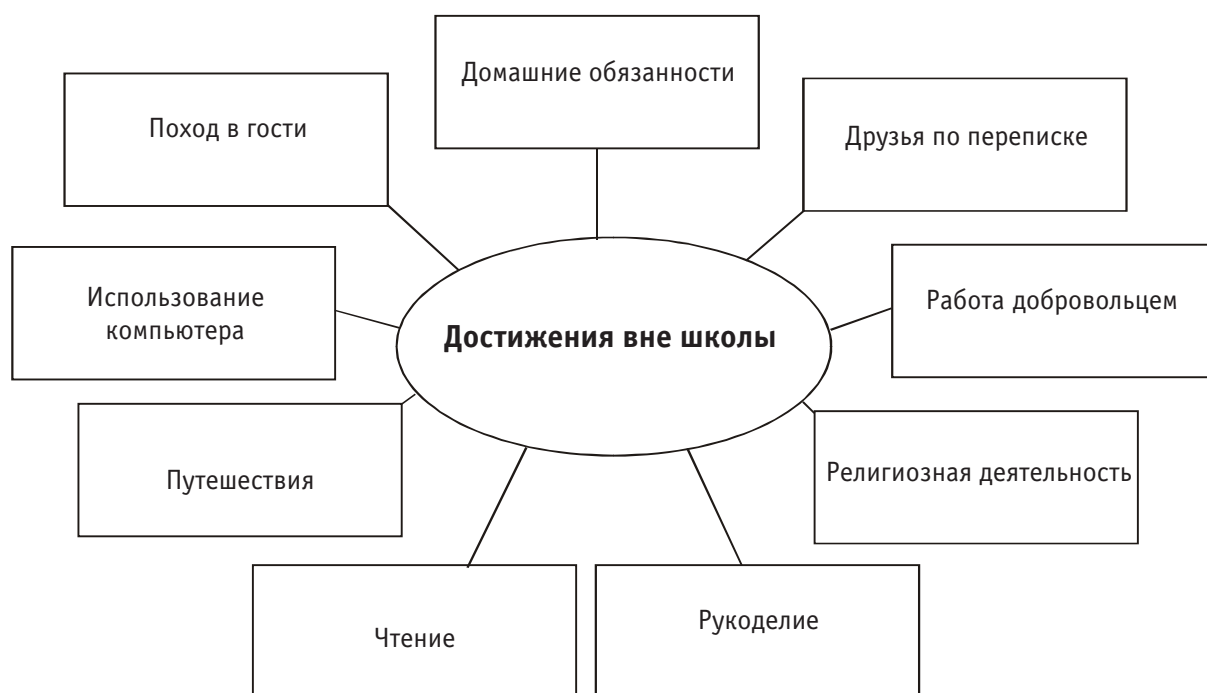 Домашние обязанности
Поход в гости
Друзья по переписке
Использование
компьютера
Работа добровольцем
Достижения вне школы
Путешествия
Религиозная деятельность
Чтение
Рукоделие